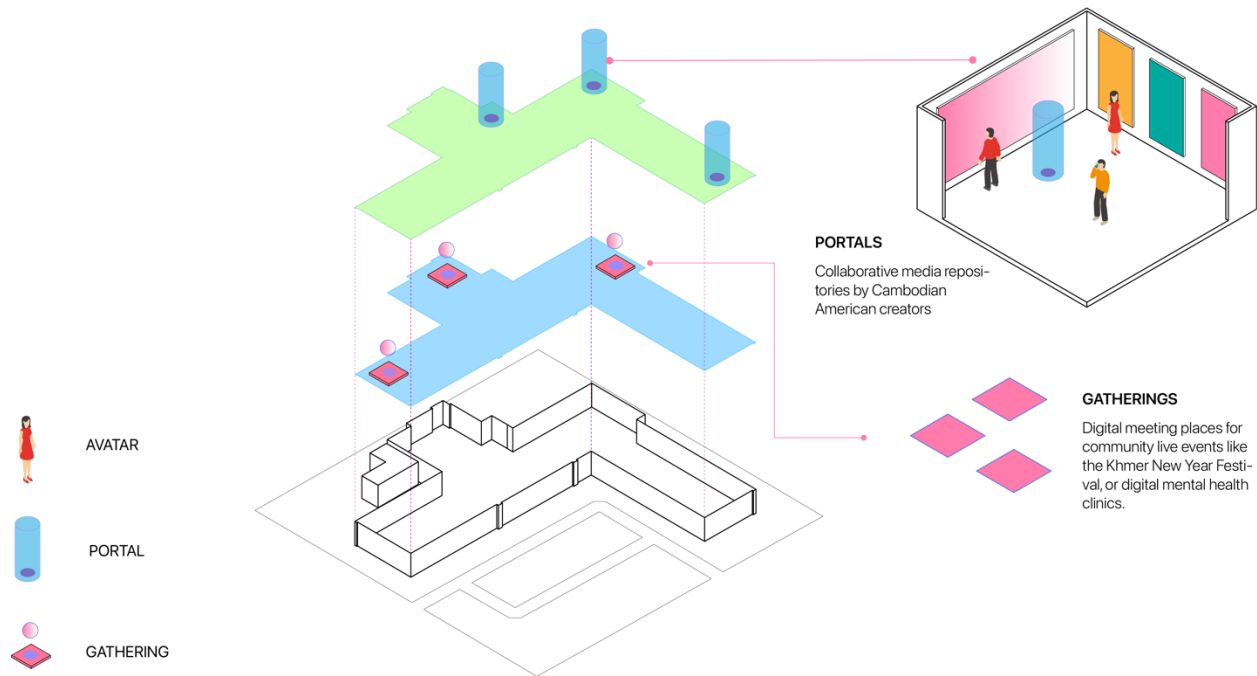 PORTALS
Collaborative media reposi-
tories by Cambodian
American creators
GATHERINGS
Digital meeting places for
community live events like
the Khmer New Year Festi-
val, or digital mental health
clinics.
AVATAR
PORTAL
GATHERING